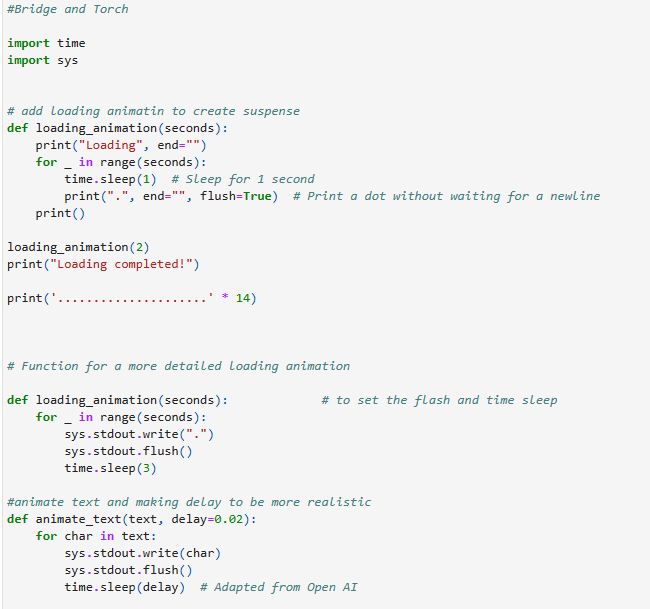 #Bridge and Torch
import time
import sys
# add loading animatin to create suspense
def loading_animation(seconds):
    print("Loading", end="")
    for _ in range(seconds):
        time.sleep(1)  # Sleep for 1 second
        print(".", end="", flush=True)  # Print a dot without waiting for a newline
    print()
loading_animation(2)
print("Loading completed!")
print('.....................' * 14)
# Function for a more detailed loading animation
def loading_animation(seconds):             # to set the flash and time sleep
    for _ in range(seconds):
        sys.stdout.write(".")
        sys.stdout.flush()
        time.sleep(3)
#animate text and making delay to be more realistic
def animate_text(text, delay=0.02):
    for char in text:
        sys.stdout.write(char)
        sys.stdout.flush()
        time.sleep(delay)  # Adapted from Open AI